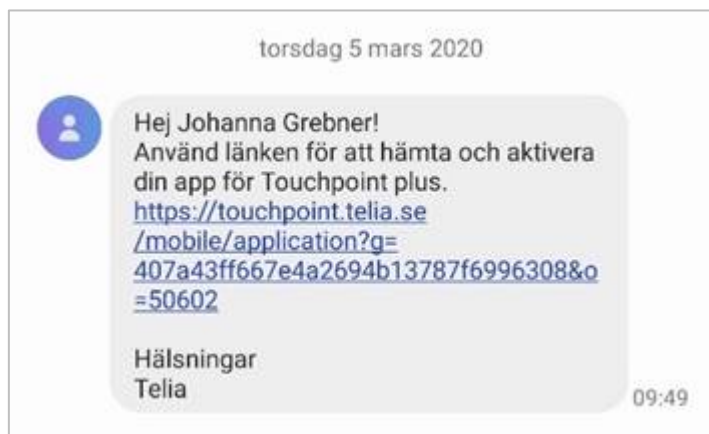 torsdag 5 mars 2020
Hej Johanna Grebner!
Använd länken för att hämta och aktivera
din app för Touchpoint plus.
https://touchpoint.telia.se
/mobile/application?g=
407a43ff667e4a2694b13787f6996308&o
=50602
Hälsningar
Telia
09:49